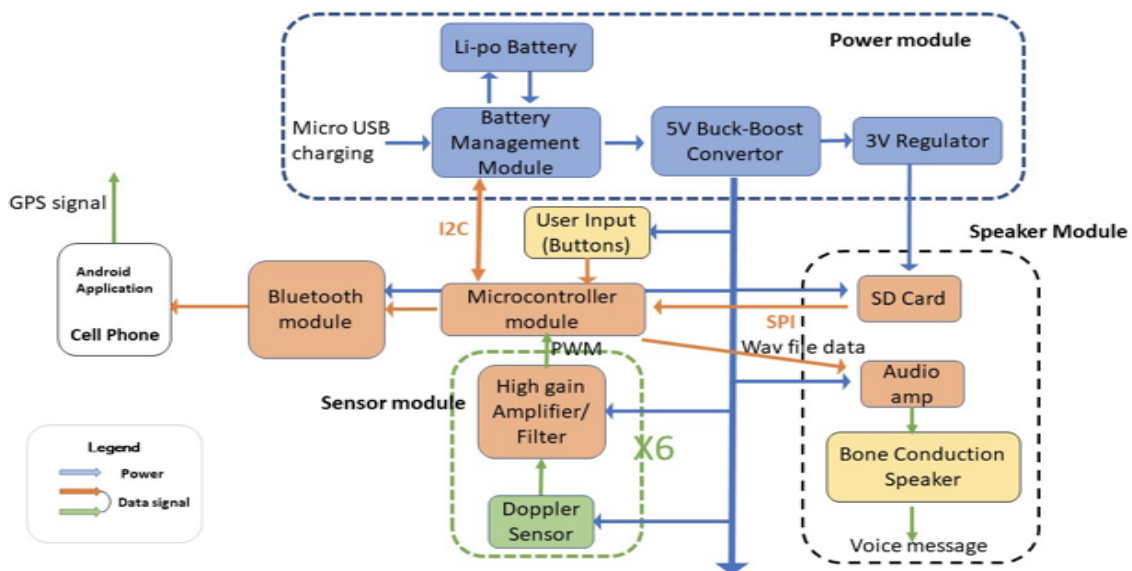 Power module
Li-po Battery
Micro USB
charging
Battery
Management
Module
5V Buck-Boost
Convertor
3V Regulator
GPS signal
I2C
User Input
(Buttons)
Speaker Module
Android
Application
Cell Phone
Bluetooth
module
Microcontroller
module
SD Card
SPI
Wav file data
PWM
Audio
amp
Sensor module
High gain
Amplifier/
Filter
X6
Bone Conduction
Speaker
Legend
Power
Data signal
Doppler
Sensor
Voice message